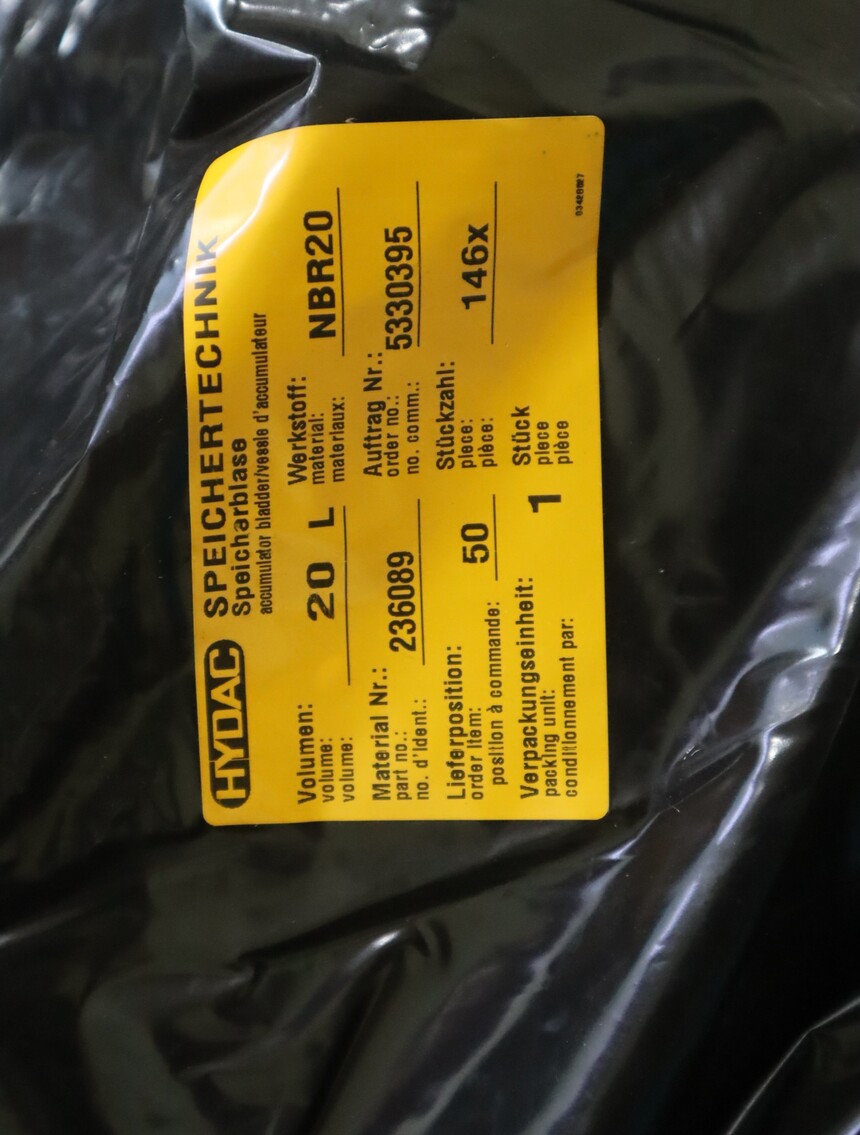 HYDAC SPEICHERTECHNIK
Speicherblase
accumulator bladder/vessie d'accumulateur
Volumen: 20 L Werkstoff: NBR20
volume: material:
volume: materiaux:
Material Nr.: 236089 Auftrag Nr.: 5330395
part no.: order no.:
no. d'ident.: no. comm.:
Lieferposition: 50 Stückzahl: 146x
order item: piece:
position à commande: pièce:
Verpackungseinheit: 1 Stück
packing unit: piece
conditionnement par: pièce